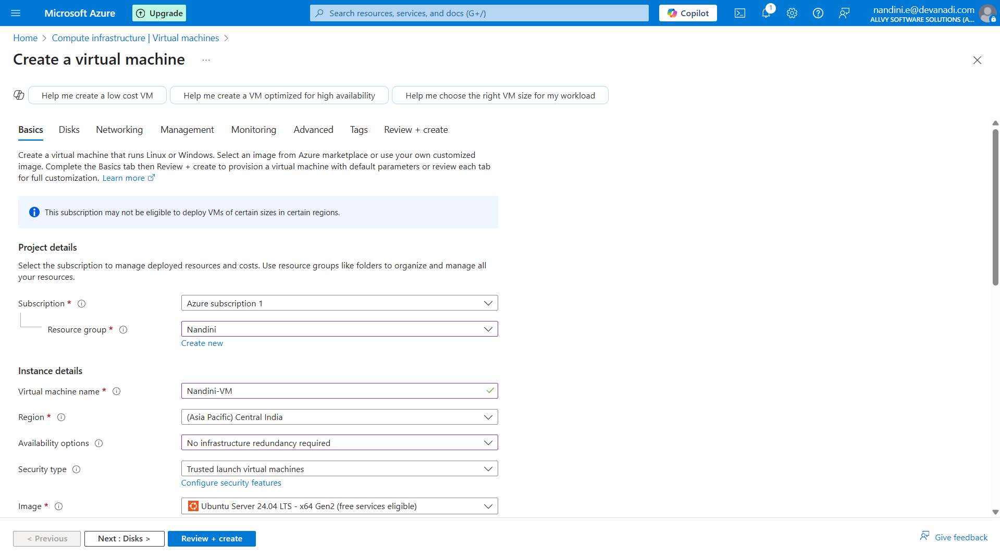 Microsoft Azure
Upgrade
Search resources, services, and docs (G+/)
Copilot
1
nandini.e@devanadi.com
ALLVY SOFTWARE SOLUTIONS (A...
Home > Compute infrastructure | Virtual machines >
Create a virtual machine ...
Help me create a low cost VM
Help me create a VM optimized for high availability
Help me choose the right VM size for my workload
Basics Disks Networking Management Monitoring Advanced Tags Review + create
Create a virtual machine that runs Linux or Windows. Select an image from Azure marketplace or use your own customized
image. Complete the Basics tab then Review + create to provision a virtual machine with default parameters or review each tab
for full customization. Learn more
This subscription may not be eligible to deploy VMs of certain sizes in certain regions.
Project details
Select the subscription to manage deployed resources and costs. Use resource groups like folders to organize and manage all
your resources.
Subscription * Azure subscription 1
Resource group * Nandini
Create new
Instance details
Virtual machine name * Nandini-VM
Region * (Asia Pacific) Central India
Availability options No infrastructure redundancy required
Security type Trusted launch virtual machines
Configure security features
Image * Ubuntu Server 24.04 LTS - x64 Gen2 (free services eligible)
< Previous Next : Disks > Review + create
Give feedback